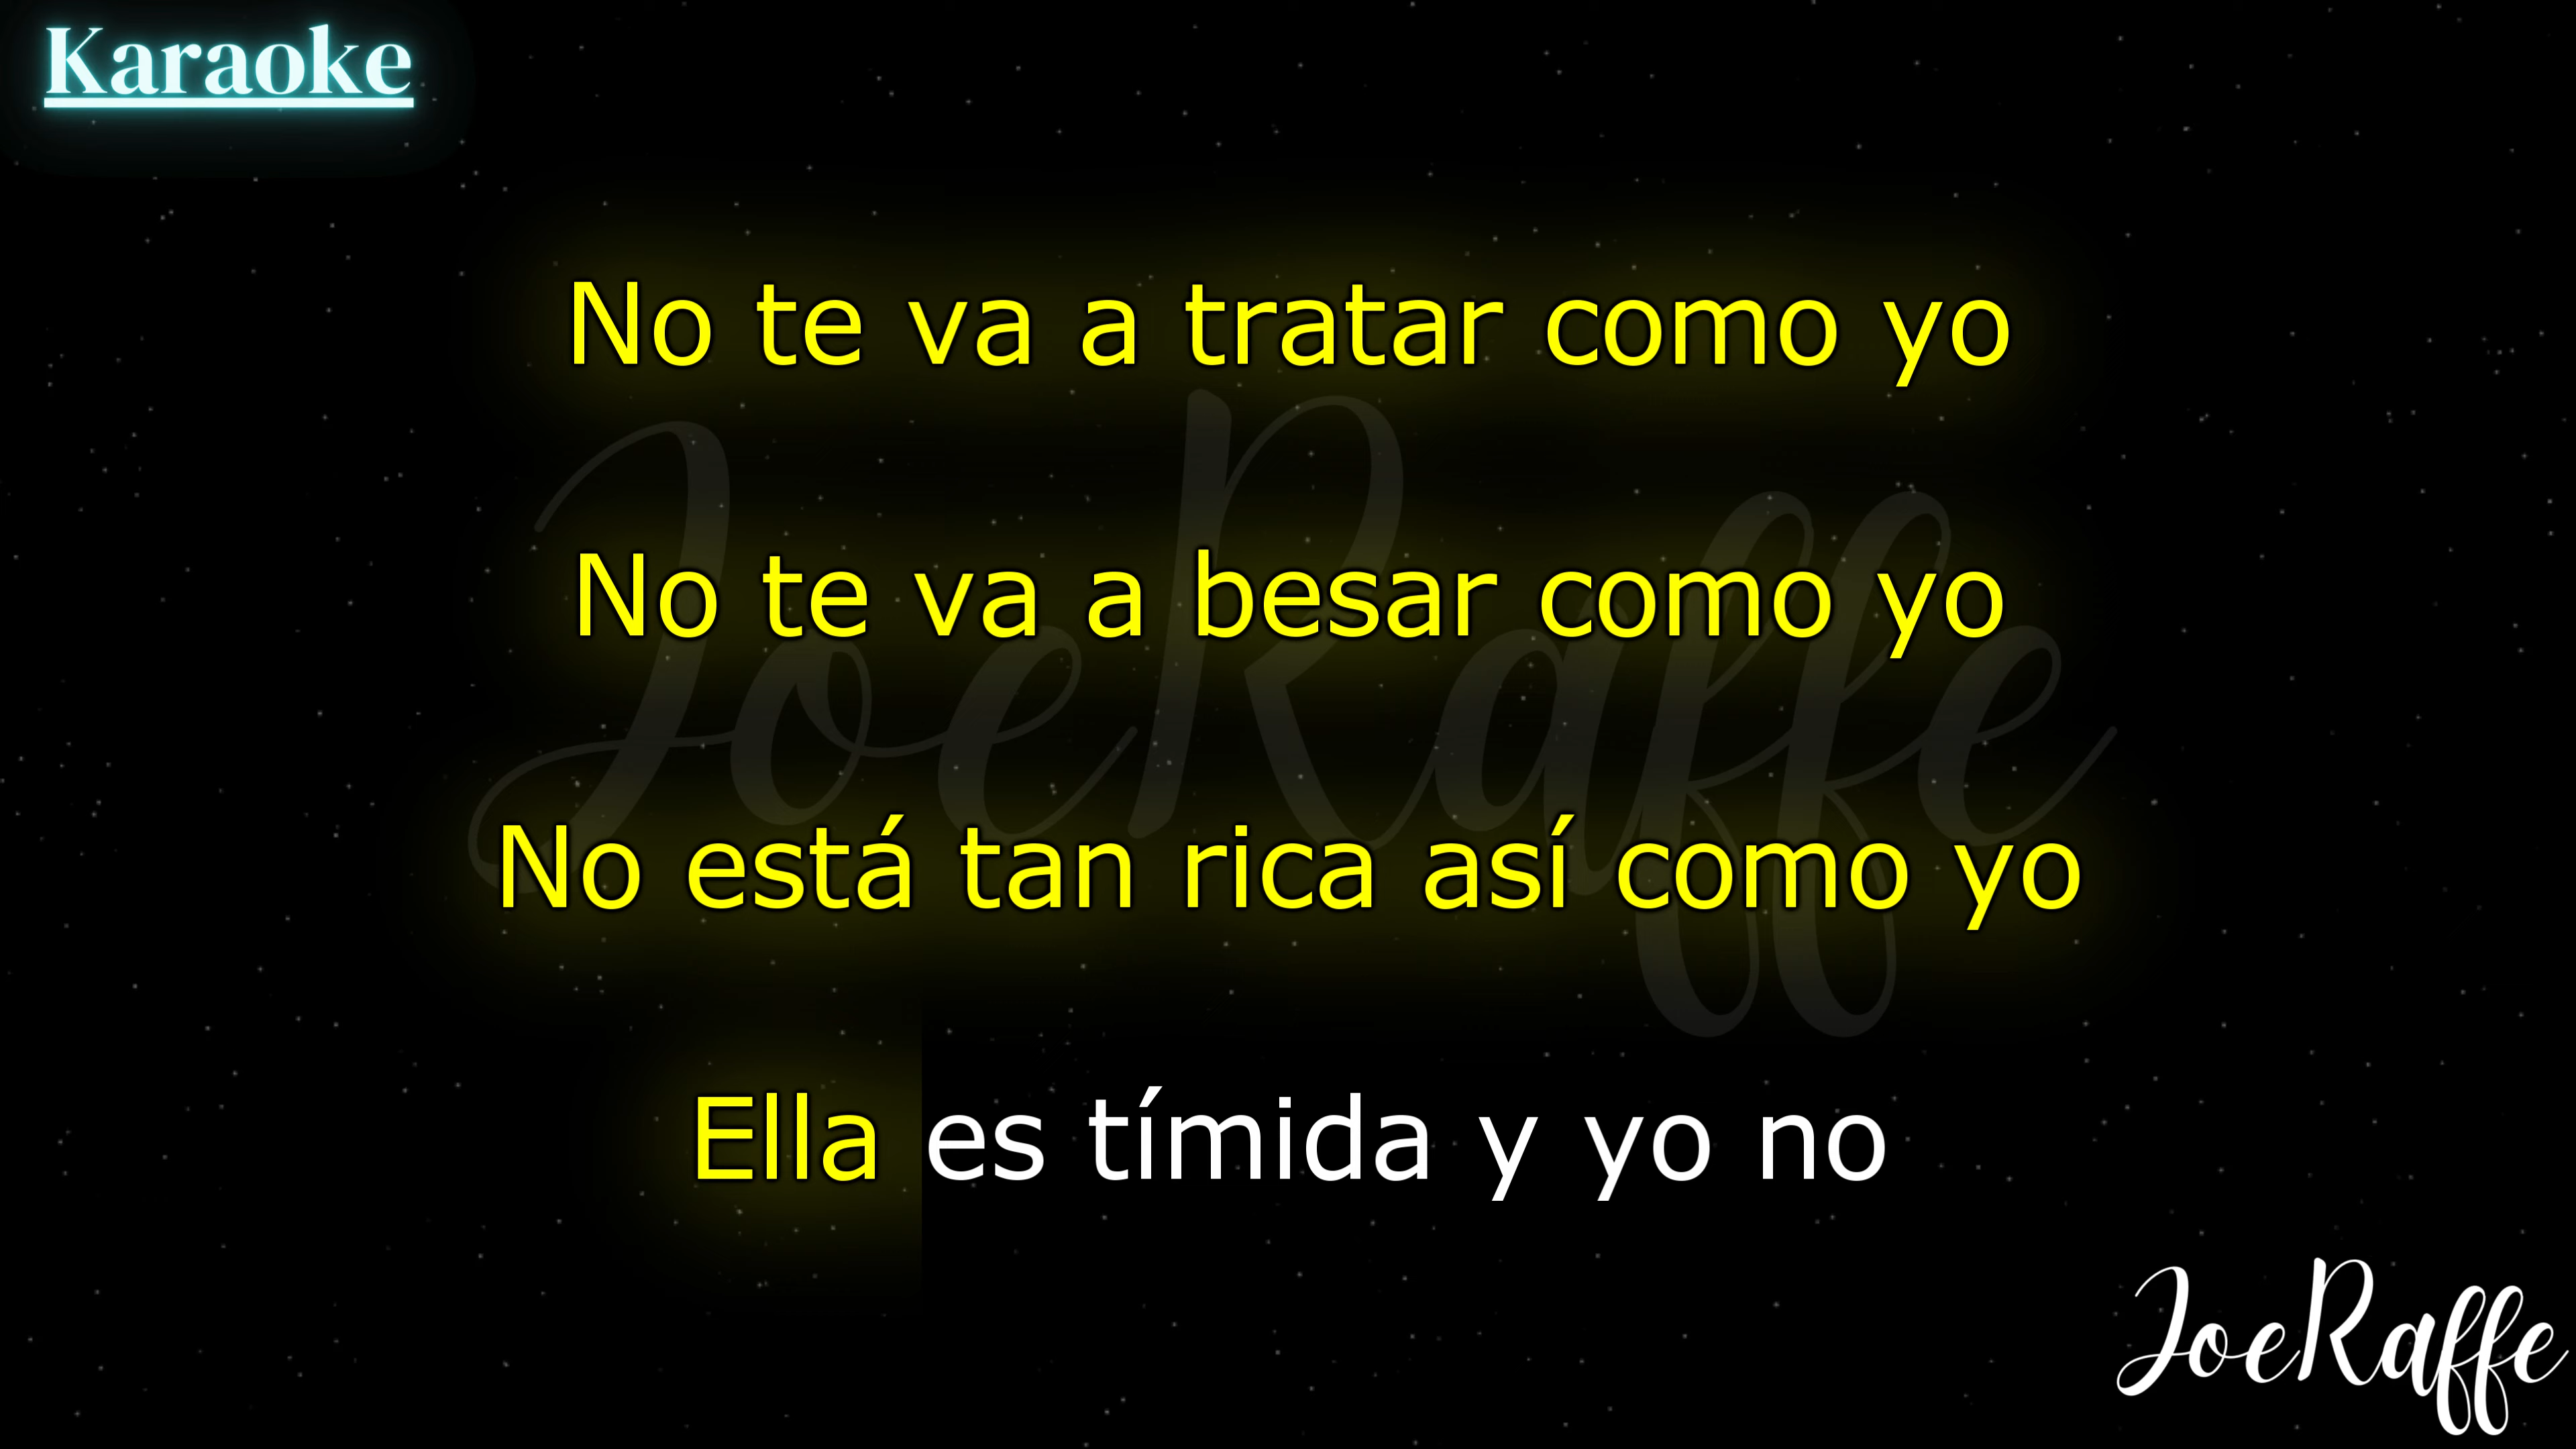 Karaoke
No te va a tratar como yo
No te va a besar como yo
JoeRaffe
No está tan rica así como yo
Ella es tímida y yo no
JoeRaffe